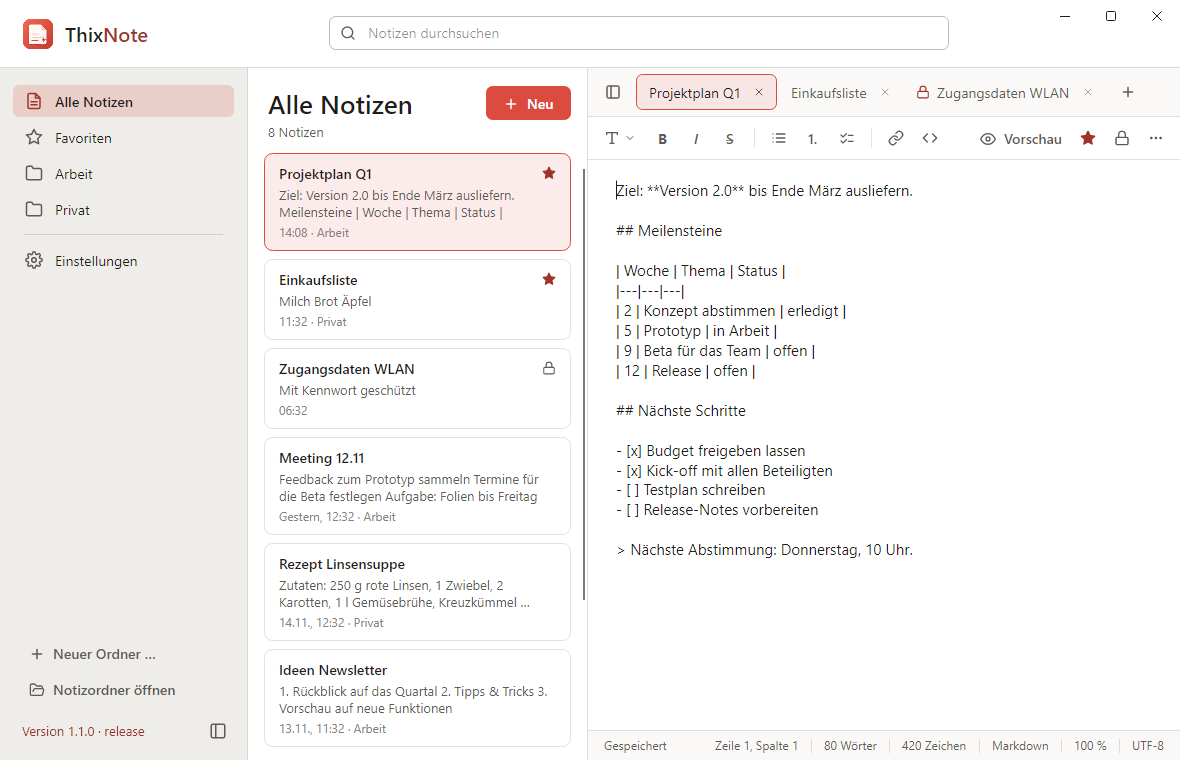 ThixNote
Notizen durchsuchen
Alle Notizen
Favoriten
Arbeit
Privat
Einstellungen
Neuer Ordner ...
Notizordner öffnen
Version 1.1.0 · release
Alle Notizen
Neu
8 Notizen
Projektplan Q1
Ziel: Version 2.0 bis Ende März ausliefern.
Meilensteine | Woche | Thema | Status |
14:08 · Arbeit
Einkaufsliste
Milch Brot Äpfel
11:32 · Privat
Zugangsdaten WLAN
Mit Kennwort geschützt
06:32
Meeting 12.11
Feedback zum Prototyp sammeln Termine für
die Beta festlegen Aufgabe: Folien bis Freitag
Gestern, 12:32 · Arbeit
Rezept Linsensuppe
Zutaten: 250 g rote Linsen, 1 Zwiebel, 2
Karotten, 1 l Gemüsebrühe, Kreuzkümmel ...
14.11., 12:32 · Privat
Ideen Newsletter
1. Rückblick auf das Quartal 2. Tipps & Tricks 3.
Vorschau auf neue Funktionen
13.11., 11:32 · Arbeit
Projektplan Q1 Einkaufsliste Zugangsdaten WLAN
T B I S 1. Vorschau
Ziel: **Version 2.0** bis Ende März ausliefern.
## Meilensteine
| Woche | Thema | Status |
|---|---|---|
| 2 | Konzept abstimmen | erledigt |
| 5 | Prototyp | in Arbeit |
| 9 | Beta für das Team | offen |
| 12 | Release | offen |
## Nächste Schritte
- [x] Budget freigeben lassen
- [x] Kick-off mit allen Beteiligten
- [ ] Testplan schreiben
- [ ] Release-Notes vorbereiten
> Nächste Abstimmung: Donnerstag, 10 Uhr.
Gespeichert Zeile 1, Spalte 1 80 Wörter 420 Zeichen Markdown 100 % UTF-8